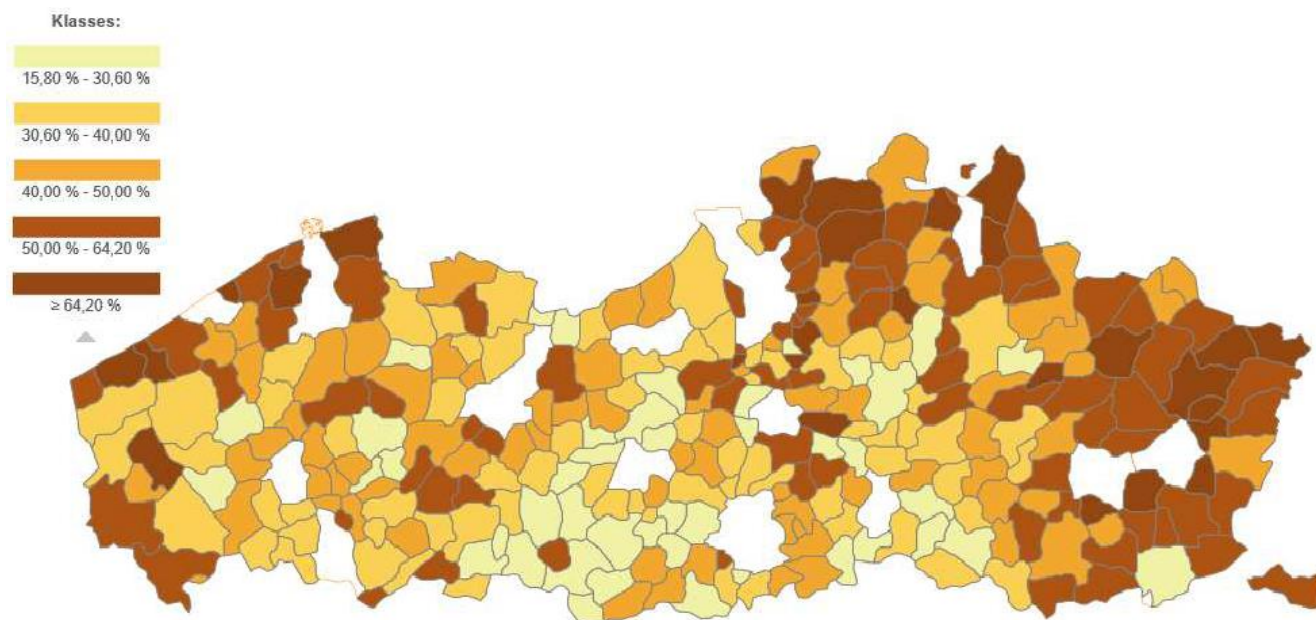 Klasses:
15,80 % - 30,60 %
30,60 % - 40,00 %
40,00 % - 50,00 %
50,00 % - 64,20 %
≥ 64,20 %